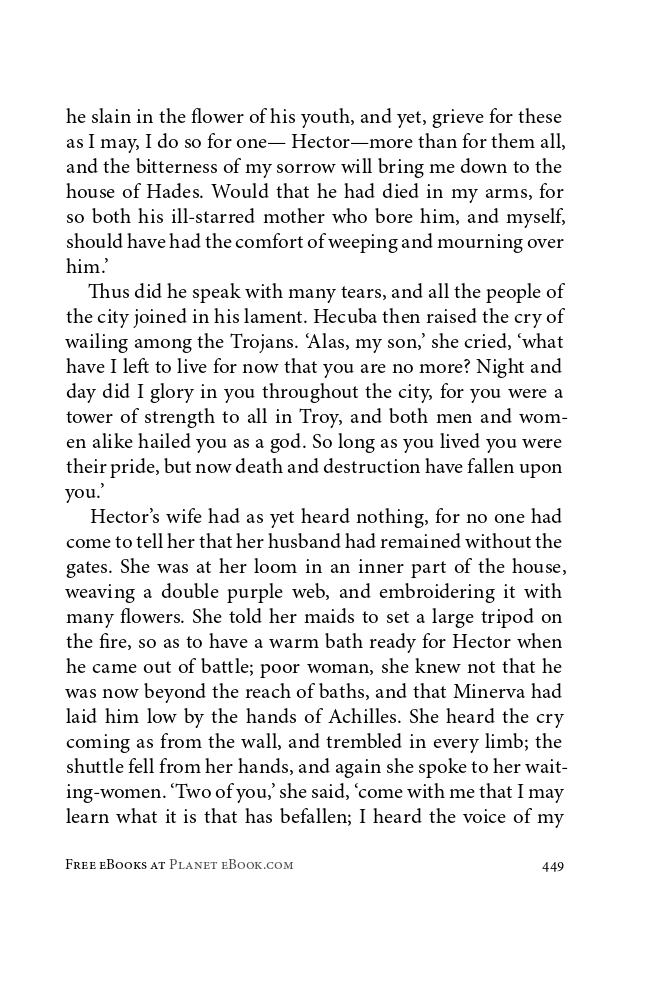 he slain in the flower of his youth, and yet, grieve for these
as I may, I do so for one— Hector—more than for them all,
and the bitterness of my sorrow will bring me down to the
house of Hades. Would that he had died in my arms, for
so both his ill-starred mother who bore him, and myself,
should have had the comfort of weeping and mourning over
him.’
Thus did he speak with many tears, and all the people of
the city joined in his lament. Hecuba then raised the cry of
wailing among the Trojans. ‘Alas, my son,’ she cried, ‘what
have I left to live for now that you are no more? Night and
day did I glory in you throughout the city, for you were a
tower of strength to all in Troy, and both men and wom-
en alike hailed you as a god. So long as you lived you were
their pride, but now death and destruction have fallen upon
you.’
Hector’s wife had as yet heard nothing, for no one had
come to tell her that her husband had remained without the
gates. She was at her loom in an inner part of the house,
weaving a double purple web, and embroidering it with
many flowers. She told her maids to set a large tripod on
the fire, so as to have a warm bath ready for Hector when
he came out of battle; poor woman, she knew not that he
was now beyond the reach of baths, and that Minerva had
laid him low by the hands of Achilles. She heard the cry
coming as from the wall, and trembled in every limb; the
shuttle fell from her hands, and again she spoke to her wait-
ing-women. ‘Two of you,’ she said, ‘come with me that I may
learn what it is that has befallen; I heard the voice of my
Free eBooks at Planet eBook.com 449